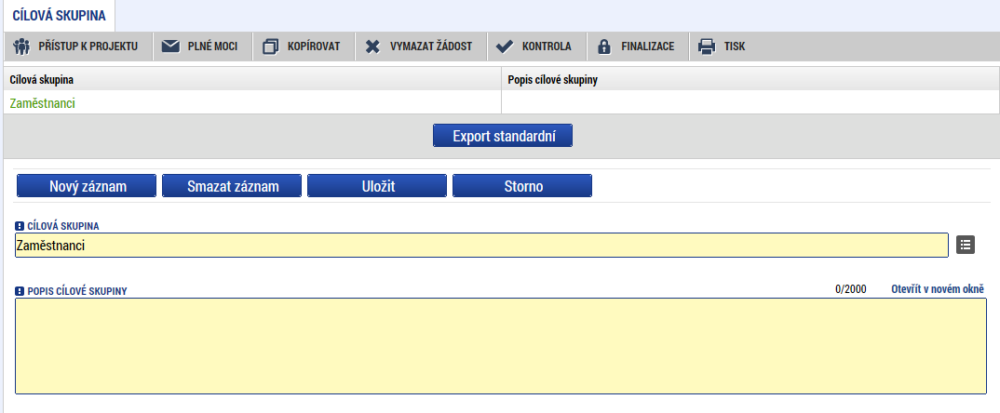 CÍLOVÁ SKUPINA
PŘÍSTUP K PROJEKTU PLNÉ MOCI KOPÍROVAT VYMAZAT ŽÁDOST KONTROLA FINALIZACE TISK
Cílová skupina Popis cílové skupiny
Zaměstnanci
Export standardní
Nový záznam Smazat záznam Uložit Storno
CÍLOVÁ SKUPINA
Zaměstnanci
POPIS CÍLOVÉ SKUPINY 0/2000 Otevřít v novém okně